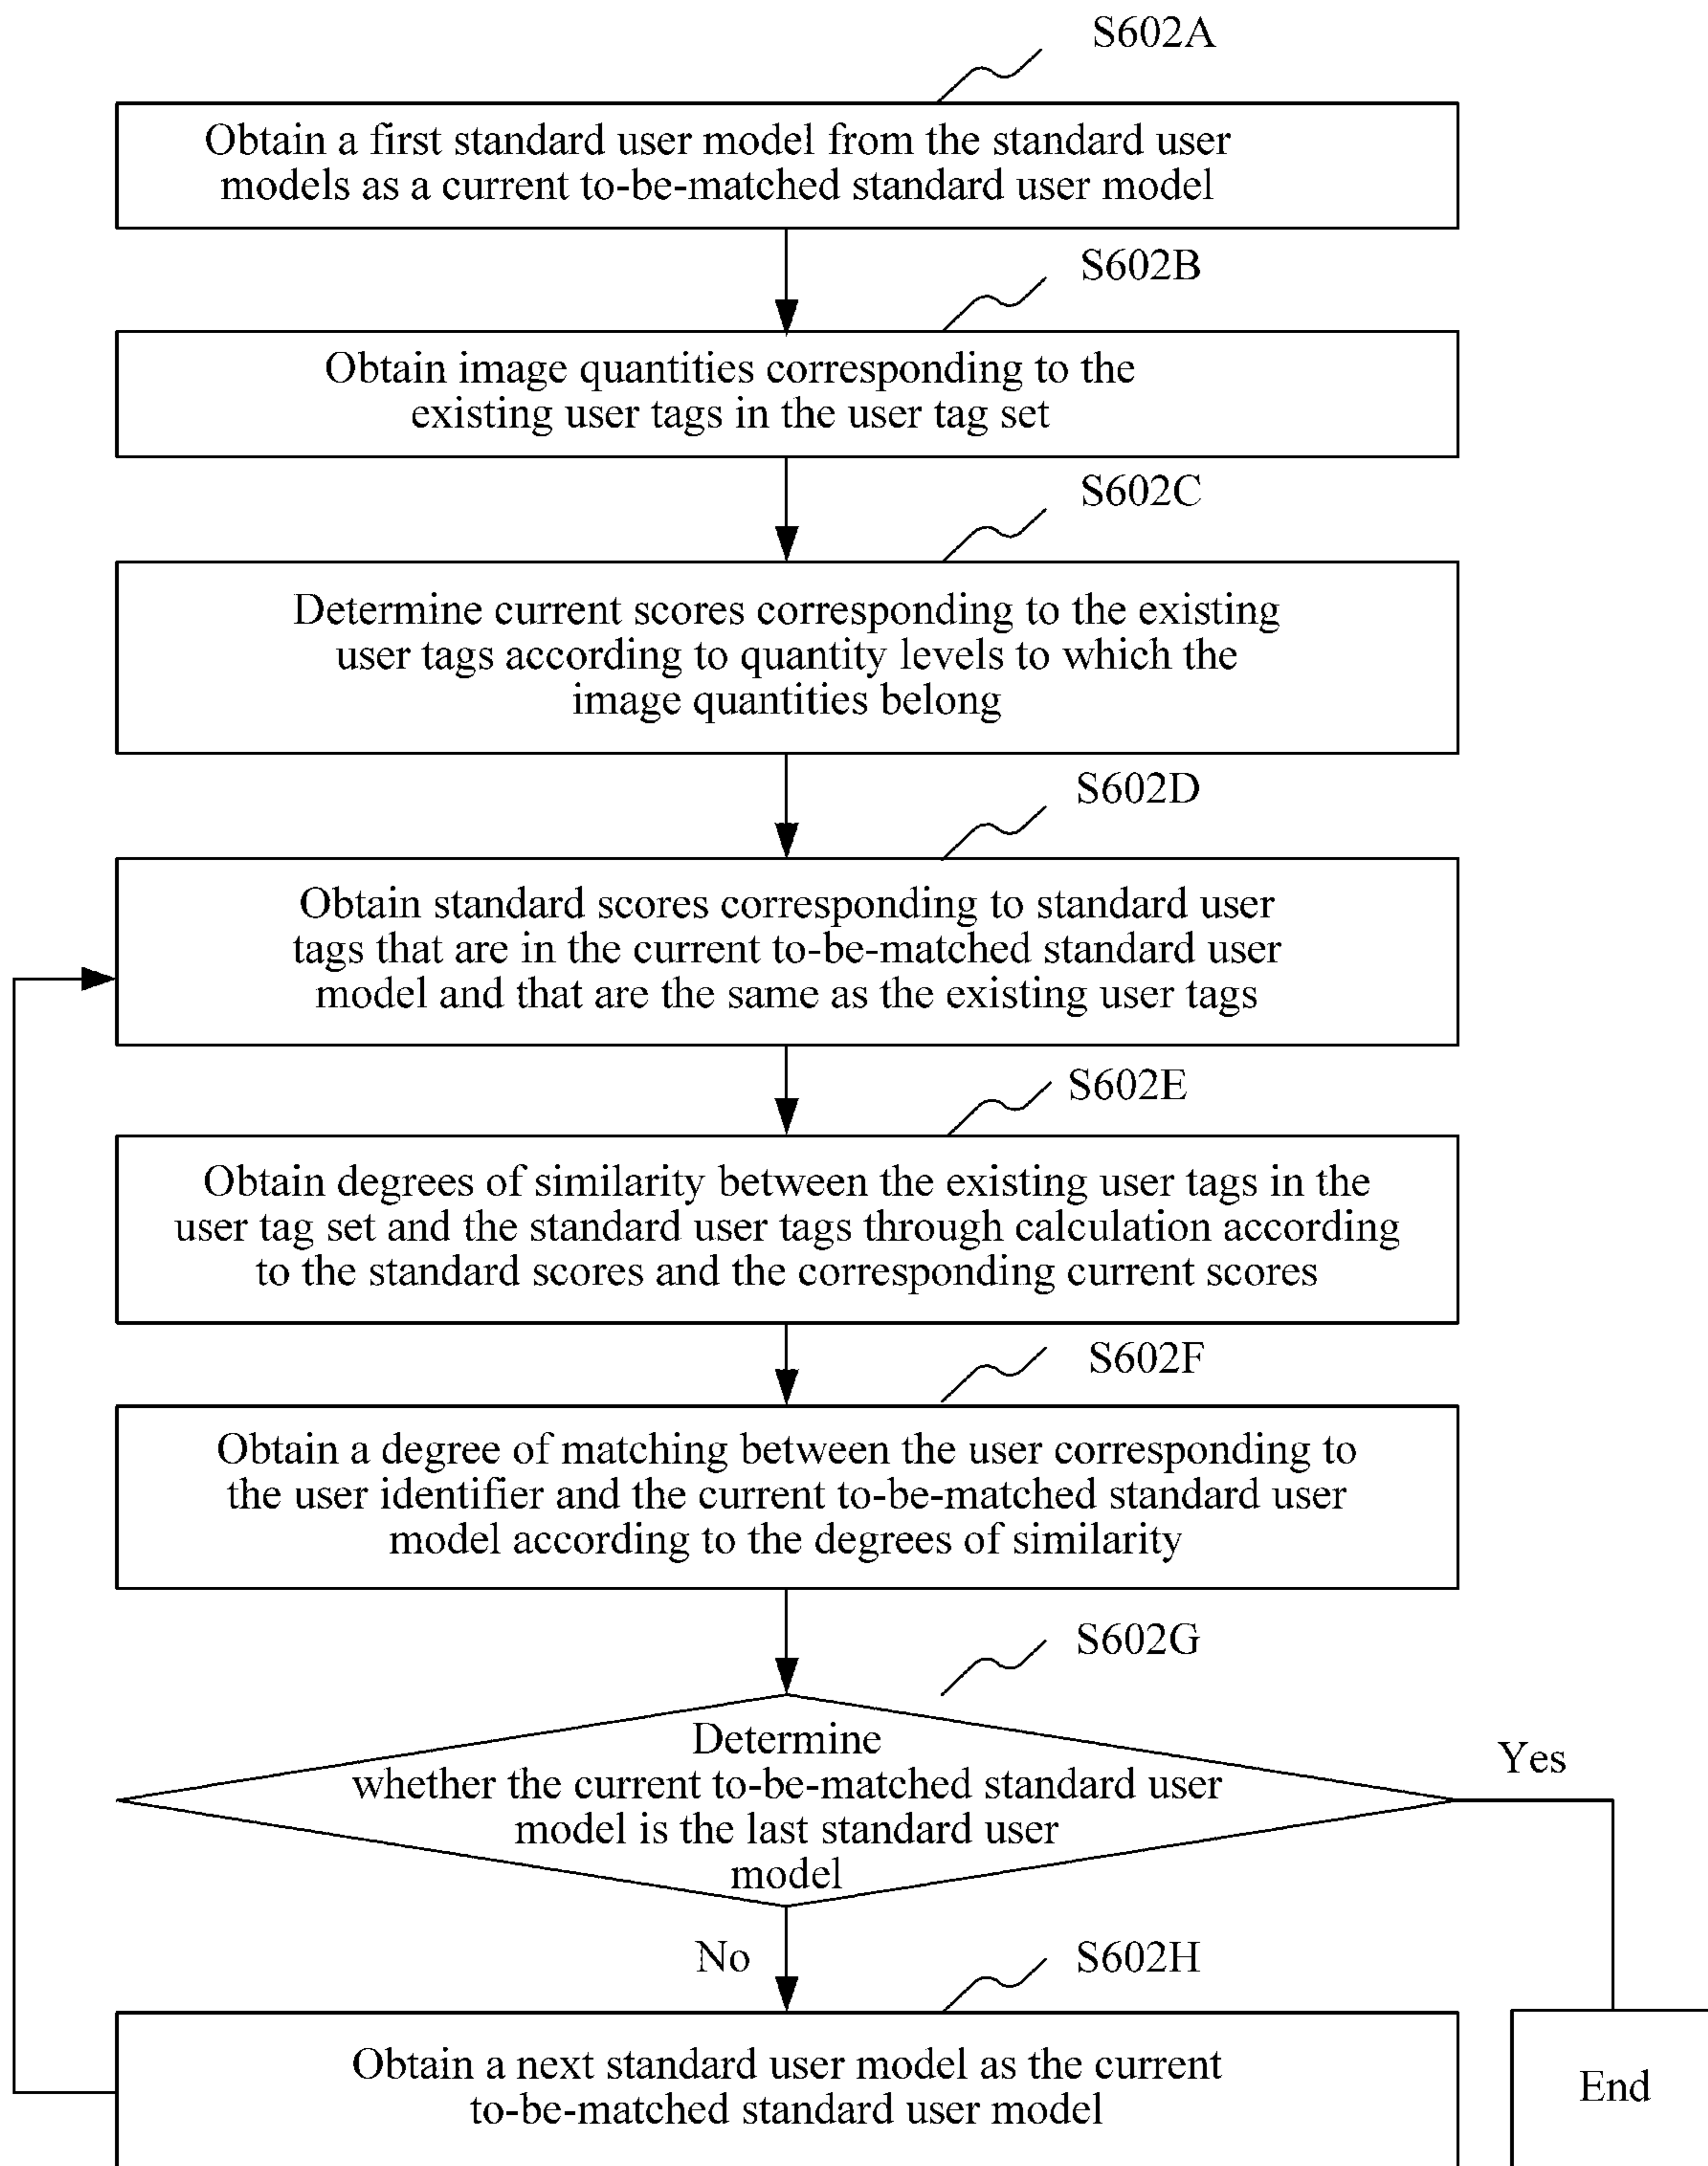 S602A
Obtain a first standard user model from the standard user
models as a current to-be-matched standard user model
S602B
Obtain image quantities corresponding to the
existing user tags in the user tag set
S602C
Determine current scores corresponding to the existing
user tags according to quantity levels to which the
image quantities belong
S602D
Obtain standard scores corresponding to standard user
tags that are in the current to-be-matched standard user
model and that are the same as the existing user tags
S602E
Obtain degrees of similarity between the existing user tags in the
user tag set and the standard user tags through calculation according
to the standard scores and the corresponding current scores
S602F
Obtain a degree of matching between the user corresponding to
the user identifier and the current to-be-matched standard user
model according to the degrees of similarity
S602G
Determine
whether the current to-be-matched standard user
model is the last standard user
model
Yes
No
S602H
Obtain a next standard user model as the current
to-be-matched standard user model
End